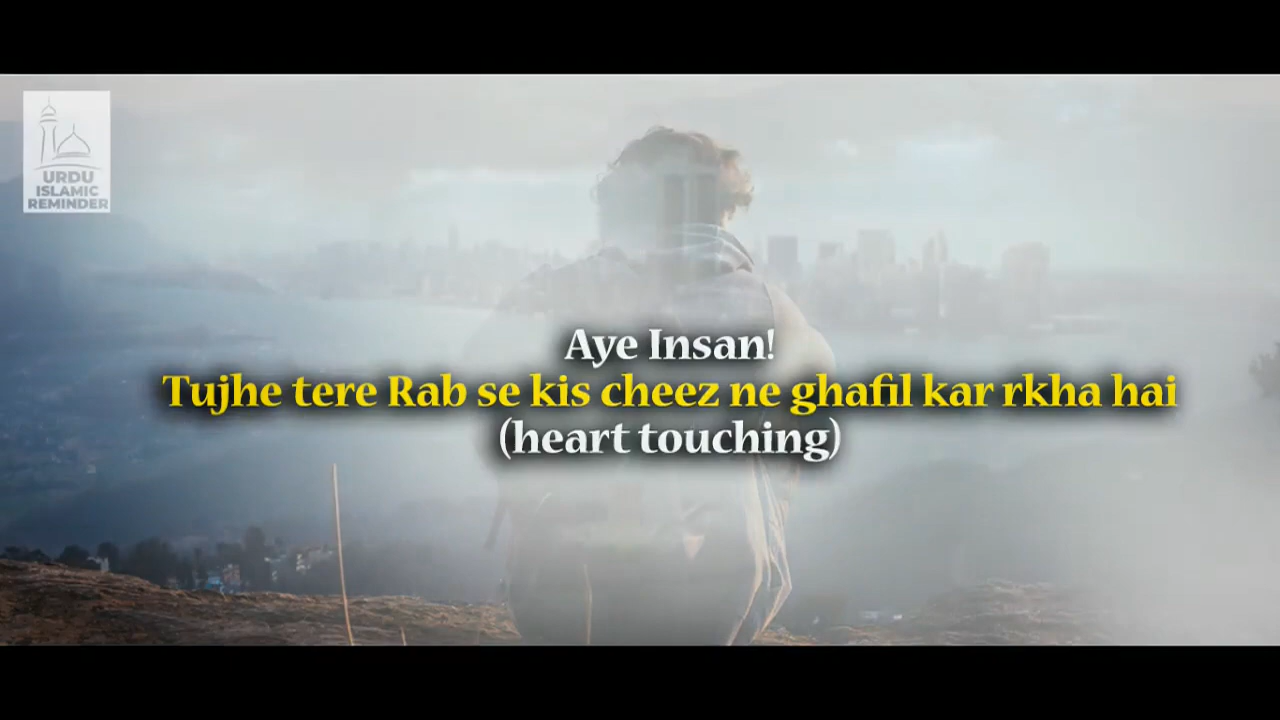 URDU
ISLAMIC
REMINDER
Aye Insan!
Tujhe tere Rab se kis cheez ne ghafil kar rkha hai
(heart touching)